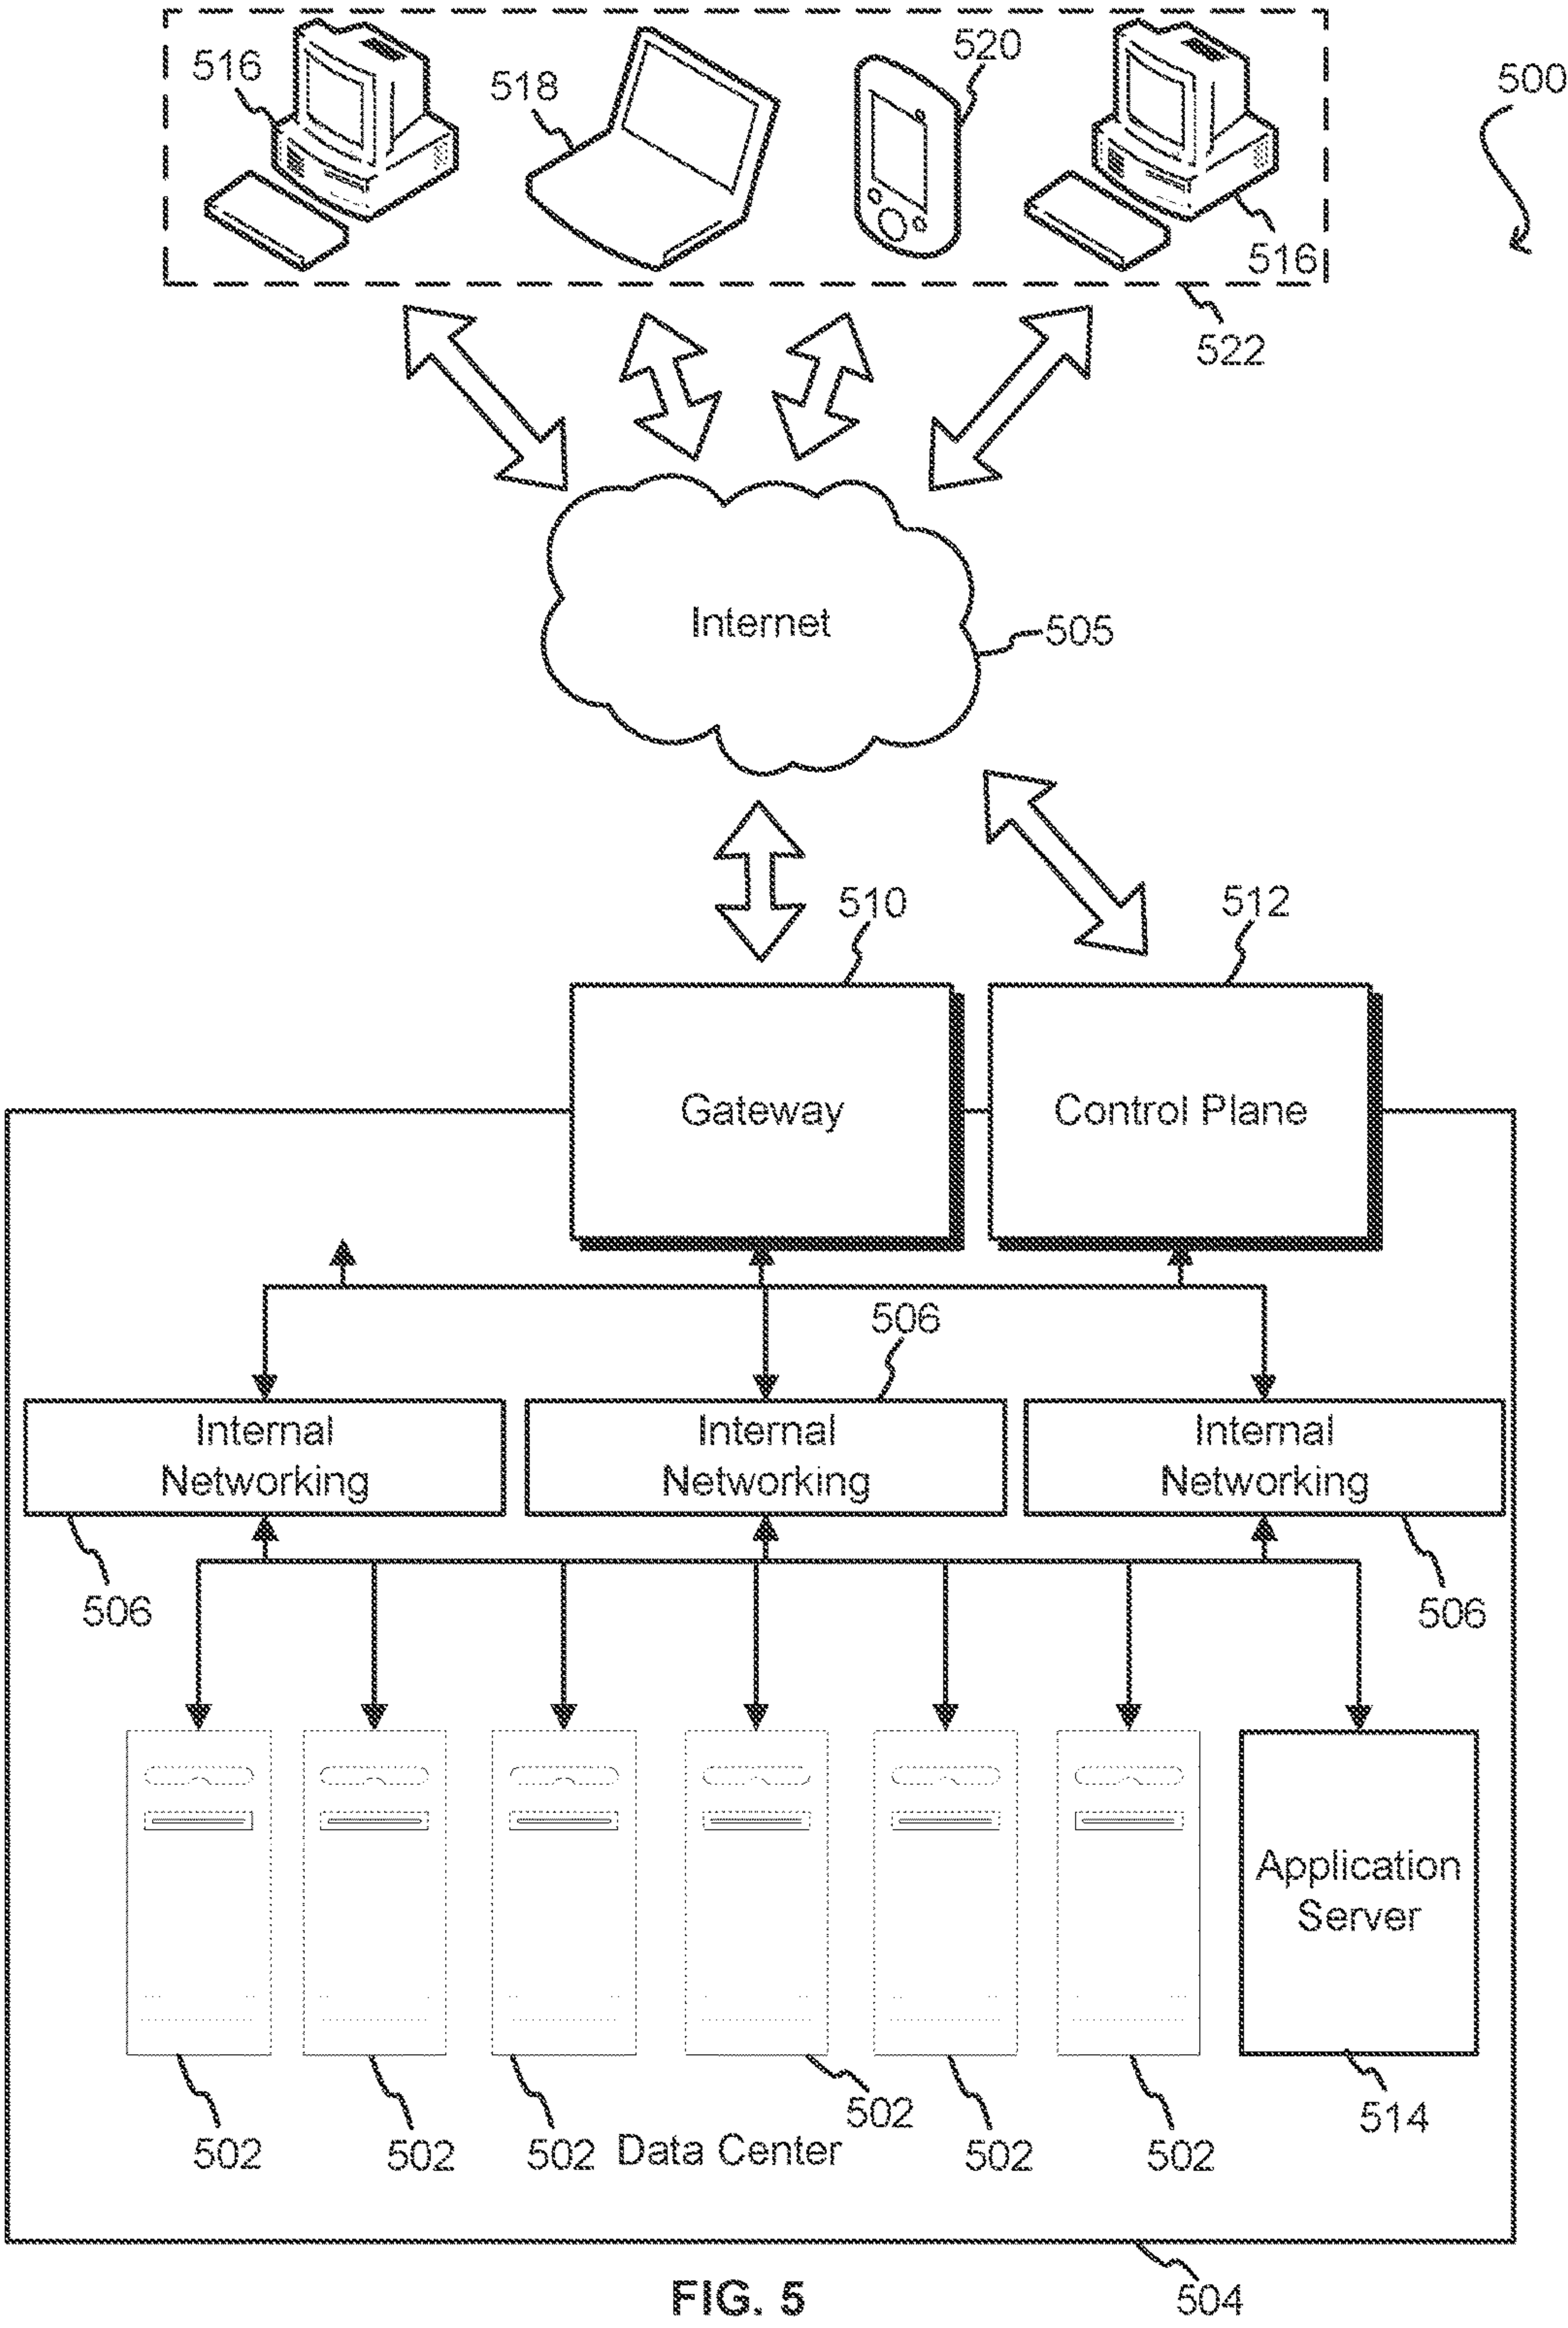 516
518
520
500
516
522
Internet
505
510
512
Gateway
Control Plane
506
Internal
Networking
Internal
Networking
Internal
Networking
506
506
Application
Server
502
502
502
502
502
502
514
Data Center
504
FIG. 5